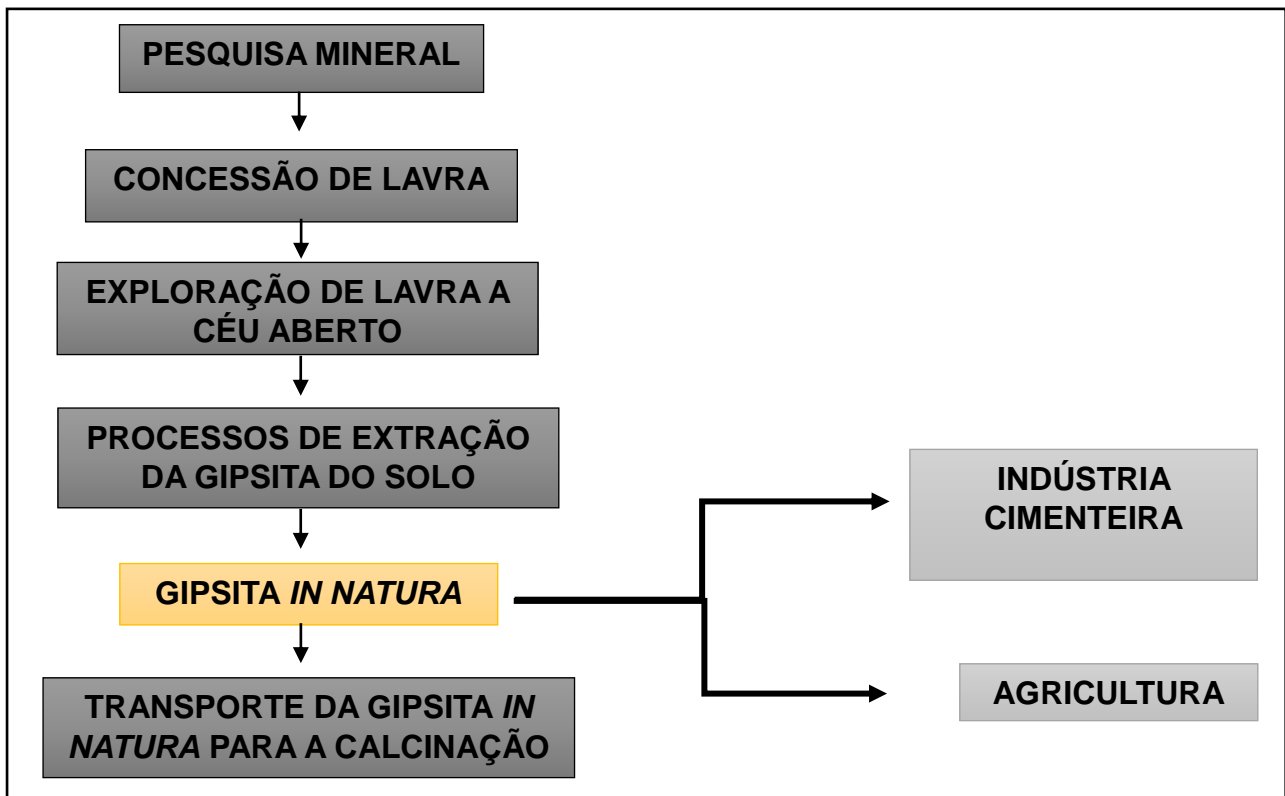 PESQUISA MINERAL
CONCESSÃO DE LAVRA
EXPLORAÇÃO DE LAVRA A
CÉU ABERTO
PROCESSOS DE EXTRAÇÃO
DA GIPSITA DO SOLO
GIPSITA IN NATURA
TRANSPORTE DA GIPSITA IN
NATURA PARA A CALCINAÇÃO
INDÚSTRIA
CIMENTEIRA
AGRICULTURA